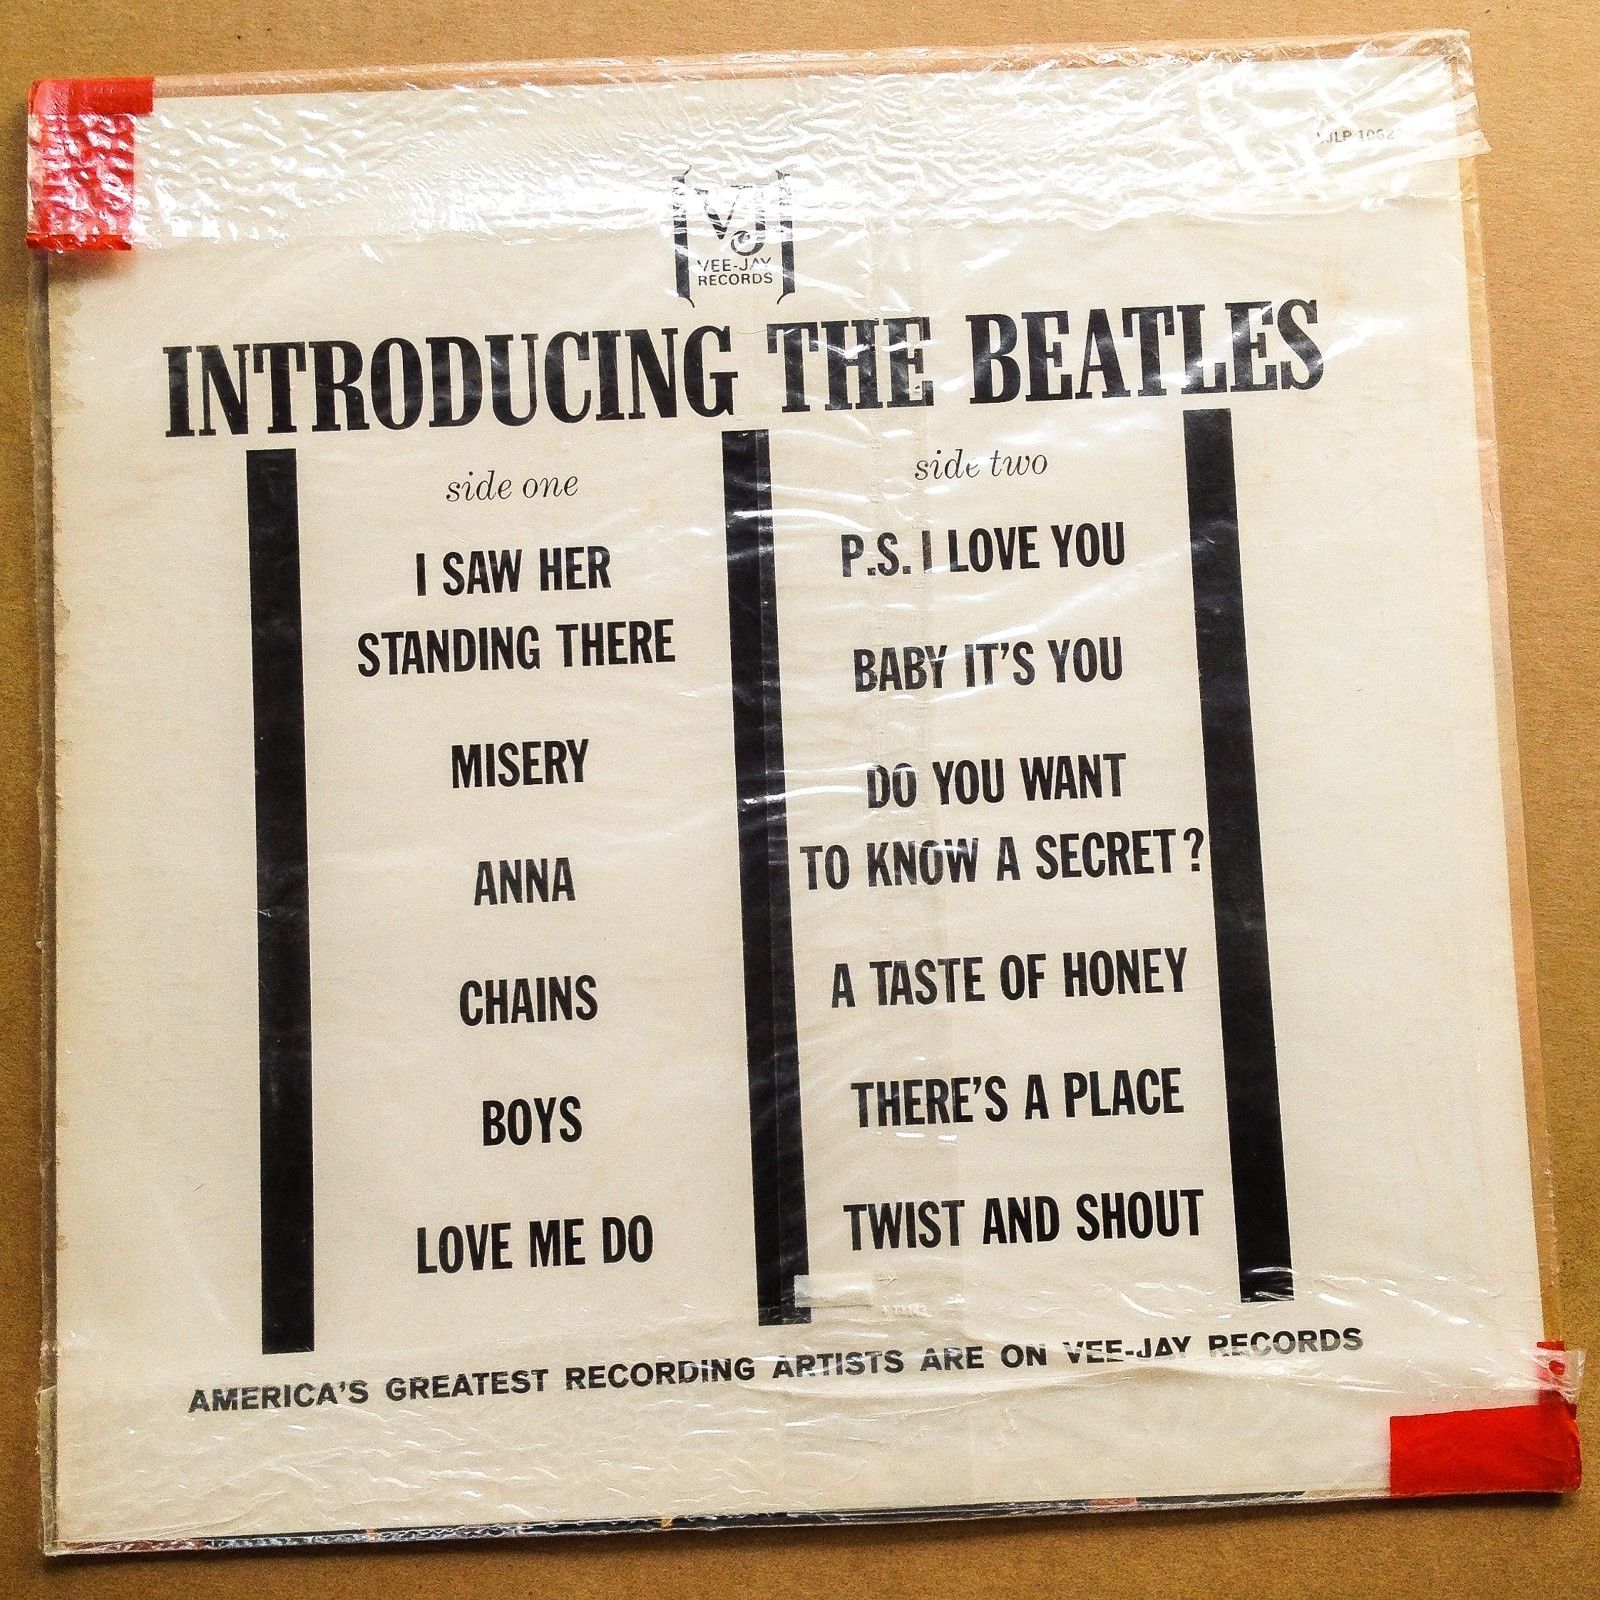 VJ
VEE-JAY
RECORDS
INTRODUCING THE BEATLES
side one
I SAW HER
STANDING THERE
MISERY
ANNA
CHAINS
BOYS
LOVE ME DO
side two
P.S. I LOVE YOU
BABY IT'S YOU
DO YOU WANT
TO KNOW A SECRET?
A TASTE OF HONEY
THERE'S A PLACE
TWIST AND SHOUT
AMERICA'S GREATEST RECORDING ARTISTS ARE ON VEE-JAY RECORDS